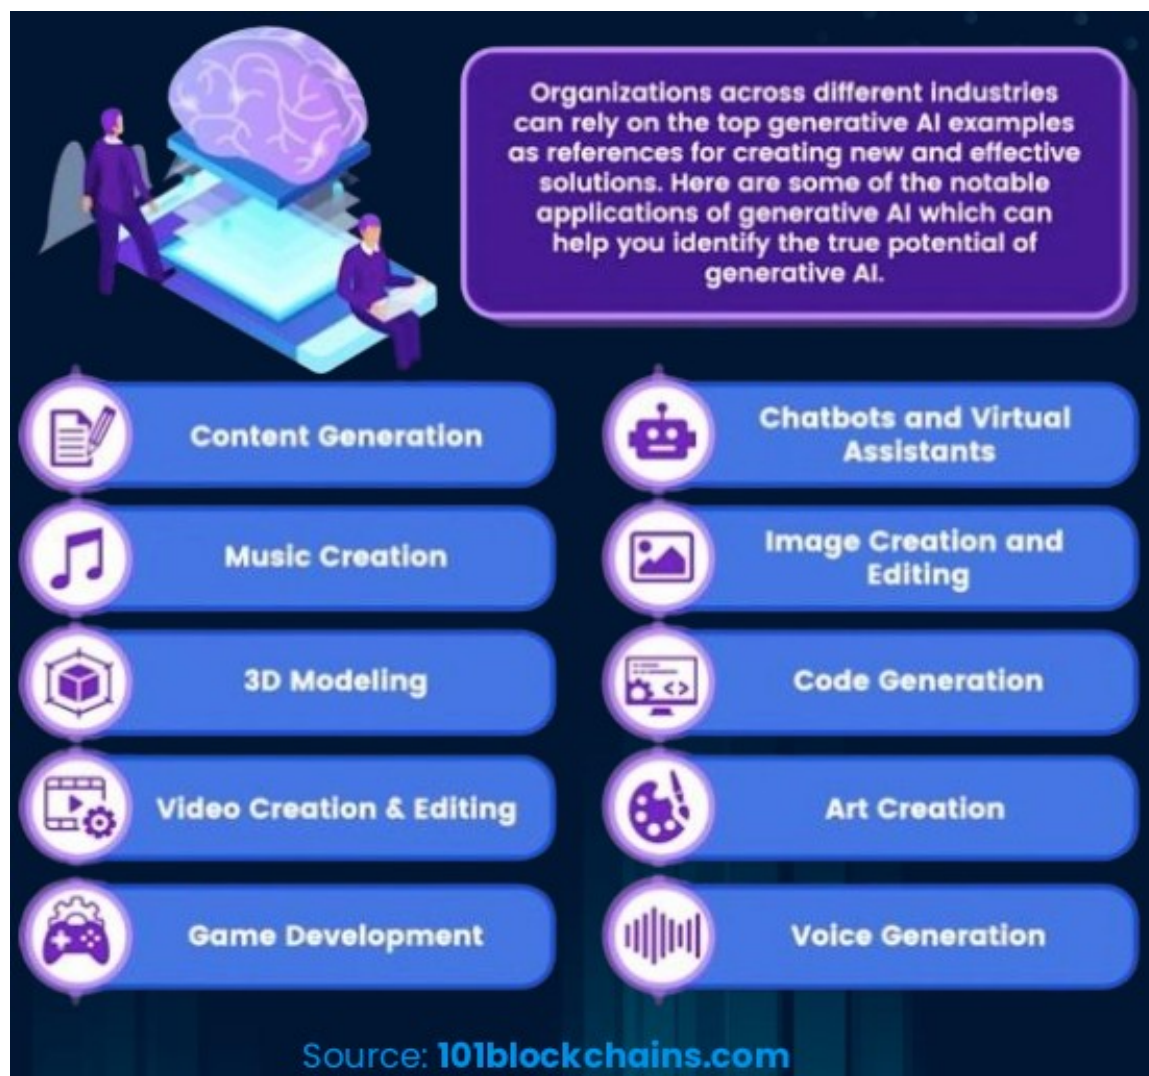 Organizations across different industries
can rely on the top generative AI examples
as references for creating new and effective
solutions. Here are some of the notable
applications of generative AI which can
help you identify the true potential of
generative AI.
Content Generation
Chatbots and Virtual
Assistants
Music Creation
Image Creation and
Editing
3D Modeling
Code Generation
Video Creation & Editing
Art Creation
Game Development
Voice Generation
Source: 101blockchains.com